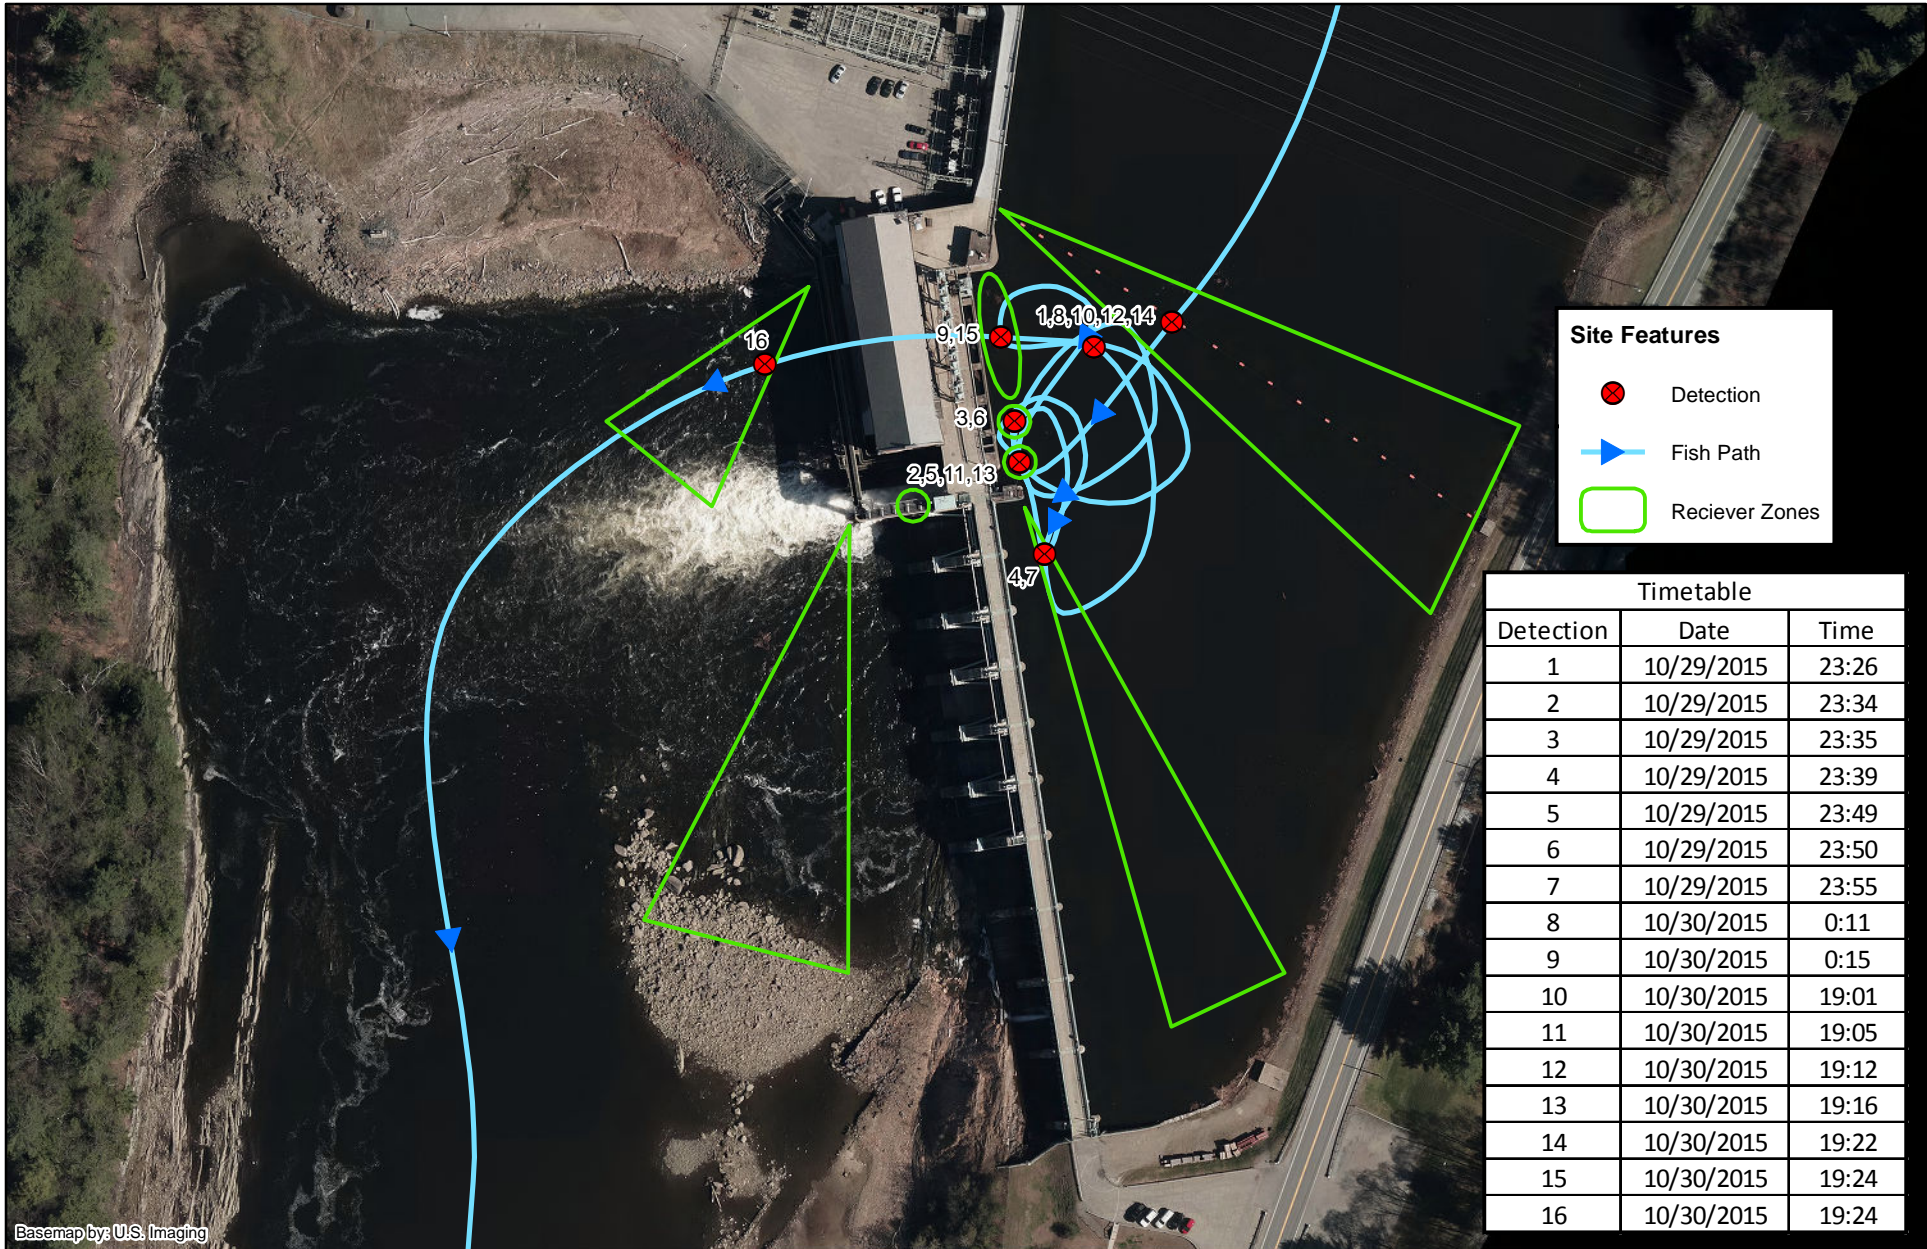 1,8,10,12,14
9,15
16
3,6
2,5,11,13
4,7
Site Features
Detection
Fish Path
Reciever Zones
Timetable
Detection Date Time
1 10/29/2015 23:26
2 10/29/2015 23:34
3 10/29/2015 23:35
4 10/29/2015 23:39
5 10/29/2015 23:49
6 10/29/2015 23:50
7 10/29/2015 23:55
8 10/30/2015 0:11
9 10/30/2015 0:15
10 10/30/2015 19:01
11 10/30/2015 19:05
12 10/30/2015 19:12
13 10/30/2015 19:16
14 10/30/2015 19:22
15 10/30/2015 19:24
16 10/30/2015 19:24
Basemap by: U.S. Imaging